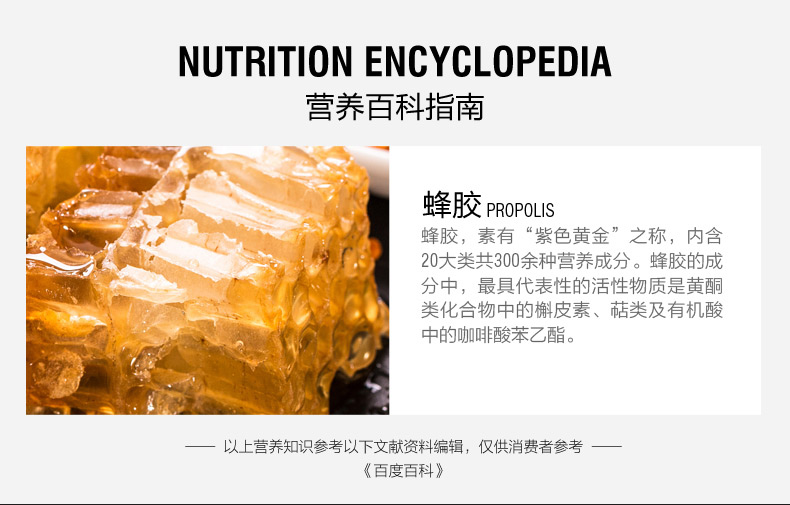 NUTRITION ENCYCLOPEDIA
营养百科指南
蜂胶 PROPOLIS
蜂胶，素有“紫色黄金”之称，内含
20大类共300余种营养成分。蜂胶的成
分中，最具代表性的活性物质是黄酮
类化合物中的槲皮素、萜类及有机酸
中的咖啡酸苯乙酯。
—— 以上营养知识参考以下文献资料编辑，仅供消费者参考 ——
《百度百科》